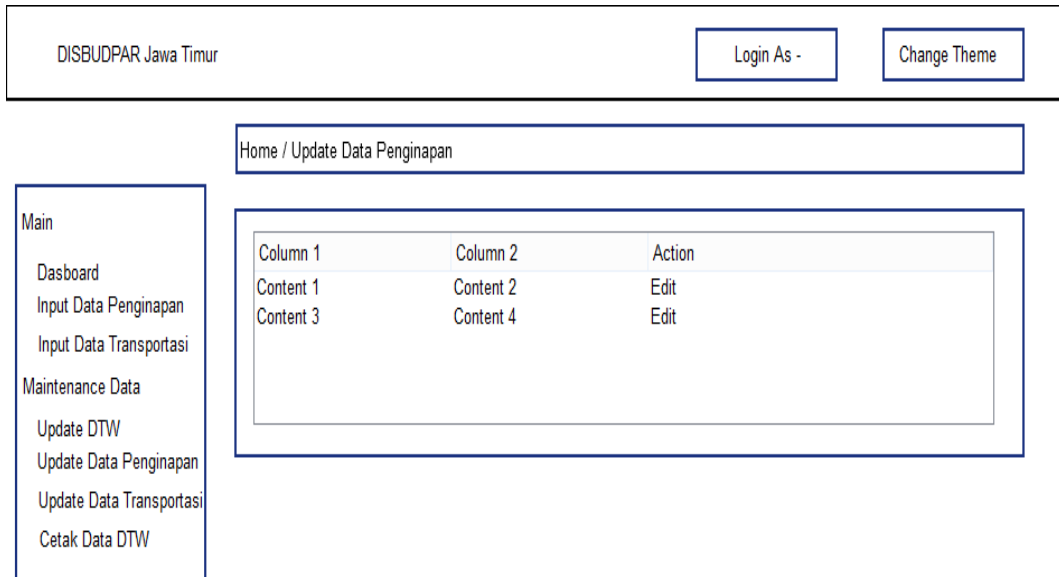 DISBUDPAR Jawa Timur
Login As -
Change Theme
Home / Update Data Penginapan
Main
Dasboard
Input Data Penginapan
Input Data Transportasi
Maintenance Data
Update DTW
Update Data Penginapan
Update Data Transportasi
Cetak Data DTW
Column 1 Column 2 Action
Content 1 Content 2 Edit
Content 3 Content 4 Edit